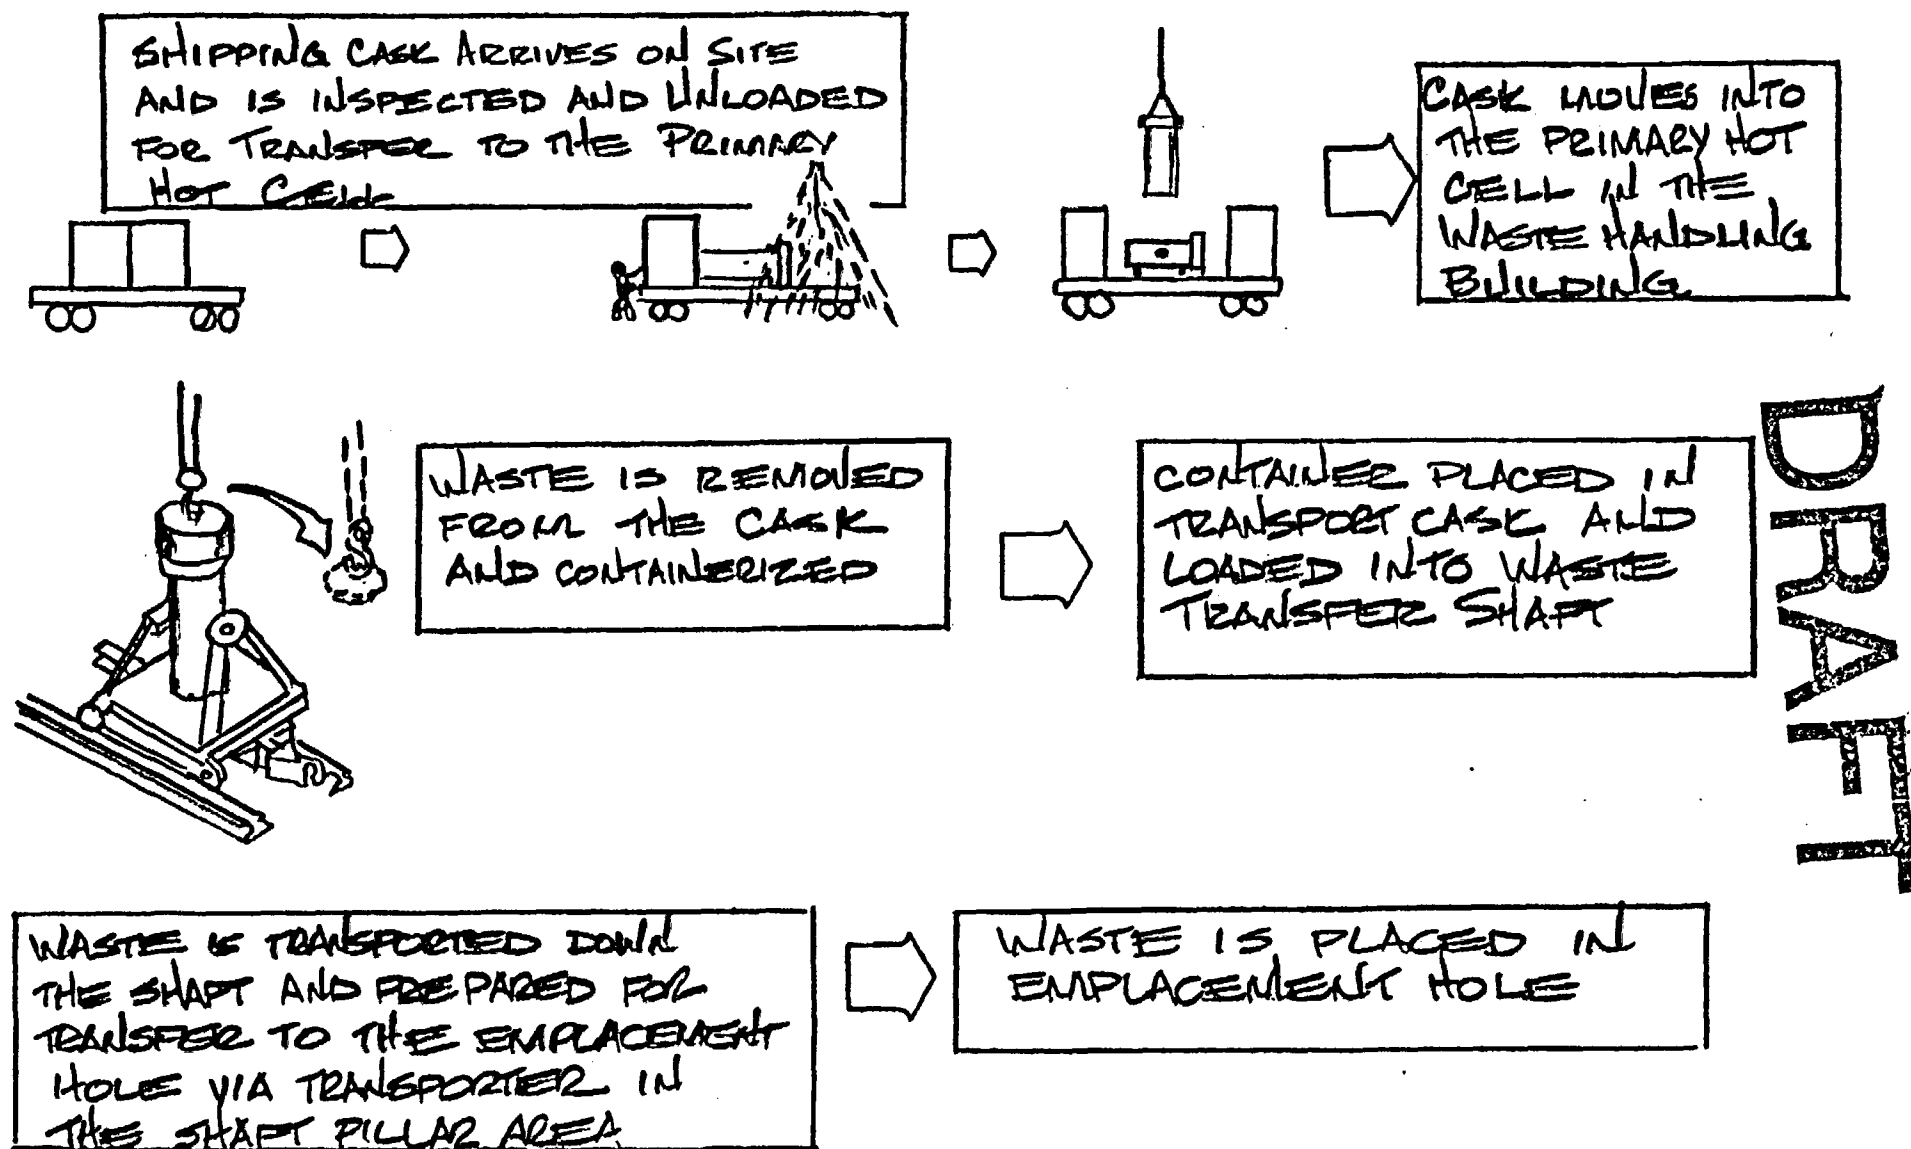 SHIPPING CASK ARRIVES ON SITE
AND IS INSPECTED AND UNLOADED
FOR TRANSFER TO THE PRIMARY
HOT CELL
CASK MOVES INTO
THE PRIMARY HOT
CELL IN THE
WASTE HANDLING
BUILDING
WASTE IS REMOVED
FROM THE CASK
AND CONTAINERIZED
CONTAINER PLACED IN
TRANSPORT CASK AND
LOADED INTO WASTE
TRANSFER SHAFT
DRAFT
WASTE IS TRANSPORTED DOWN
THE SHAFT AND PREPARED FOR
TRANSFER TO THE EMPLACEMENT
HOLE VIA TRANSPORTER IN
THE SHAFT PILLAR AREA
WASTE IS PLACED IN
EMPLACEMENT HOLE